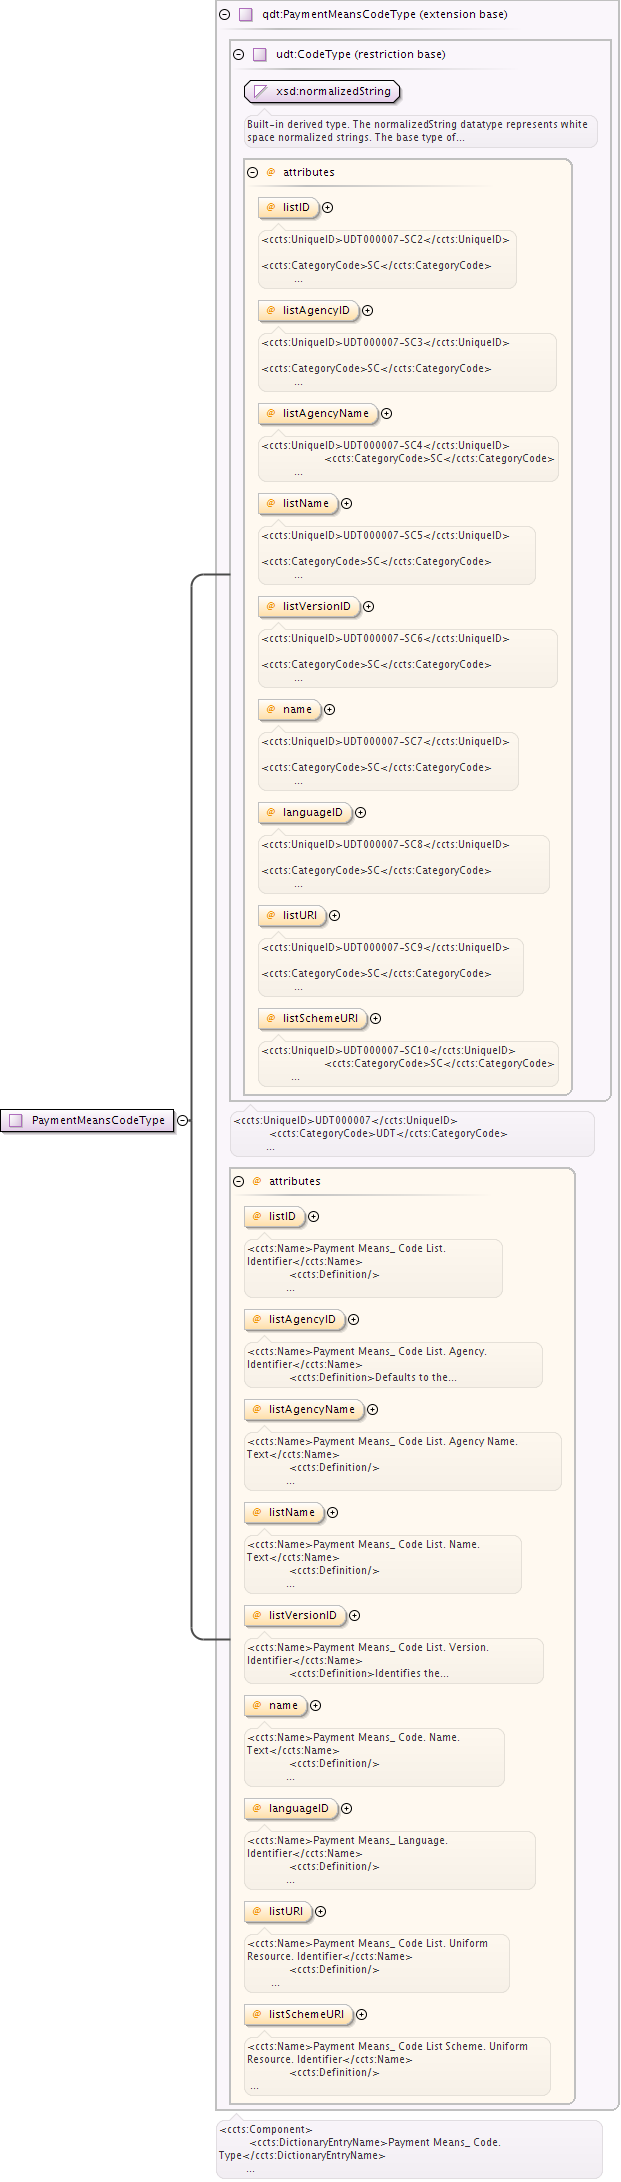 qdt:PaymentMeansCodeType (extension base)
udt:CodeType (restriction base)
xsd:normalizedString
Built-in derived type. The normalizedString datatype represents white
space normalized strings. The base type of...
@ attributes
@ listID
<ccts:UniqueID>UDT000007-SC2</ccts:UniqueID>
<ccts:CategoryCode>SC</ccts:CategoryCode>
...
@ listAgencyID
<ccts:UniqueID>UDT000007-SC3</ccts:UniqueID>
<ccts:CategoryCode>SC</ccts:CategoryCode>
...
@ listAgencyName
<ccts:UniqueID>UDT000007-SC4</ccts:UniqueID>
<ccts:CategoryCode>SC</ccts:CategoryCode>
...
@ listName
<ccts:UniqueID>UDT000007-SC5</ccts:UniqueID>
<ccts:CategoryCode>SC</ccts:CategoryCode>
...
@ listVersionID
<ccts:UniqueID>UDT000007-SC6</ccts:UniqueID>
<ccts:CategoryCode>SC</ccts:CategoryCode>
...
@ name
<ccts:UniqueID>UDT000007-SC7</ccts:UniqueID>
<ccts:CategoryCode>SC</ccts:CategoryCode>
...
@ languageID
<ccts:UniqueID>UDT000007-SC8</ccts:UniqueID>
<ccts:CategoryCode>SC</ccts:CategoryCode>
...
@ listURI
<ccts:UniqueID>UDT000007-SC9</ccts:UniqueID>
<ccts:CategoryCode>SC</ccts:CategoryCode>
...
@ listSchemeURI
<ccts:UniqueID>UDT000007-SC10</ccts:UniqueID>
<ccts:CategoryCode>SC</ccts:CategoryCode>
...
PaymentMeansCodeType
<ccts:UniqueID>UDT000007</ccts:UniqueID>
<ccts:CategoryCode>UDT</ccts:CategoryCode>
...
@ attributes
@ listID
<ccts:Name>Payment Means_ Code List.
Identifier</ccts:Name>
<ccts:Definition/>
...
@ listAgencyID
<ccts:Name>Payment Means_ Code List. Agency.
Identifier</ccts:Name>
<ccts:Definition>Defaults to the...
@ listAgencyName
<ccts:Name>Payment Means_ Code List. Agency Name.
Text</ccts:Name>
<ccts:Definition/>
...
@ listName
<ccts:Name>Payment Means_ Code List. Name.
Text</ccts:Name>
<ccts:Definition/>
...
@ listVersionID
<ccts:Name>Payment Means_ Code List. Version.
Identifier</ccts:Name>
<ccts:Definition>Identifies the...
@ name
<ccts:Name>Payment Means_ Code. Name.
Text</ccts:Name>
<ccts:Definition/>
...
@ languageID
<ccts:Name>Payment Means_ Language.
Identifier</ccts:Name>
<ccts:Definition/>
...
@ listURI
<ccts:Name>Payment Means_ Code List. Uniform
Resource. Identifier</ccts:Name>
<ccts:Definition/>
...
@ listSchemeURI
<ccts:Name>Payment Means_ Code List Scheme. Uniform
Resource. Identifier</ccts:Name>
<ccts:Definition/>
...
<ccts:Component>
<ccts:DictionaryEntryName>Payment Means_ Code.
Type</ccts:DictionaryEntryName>
...